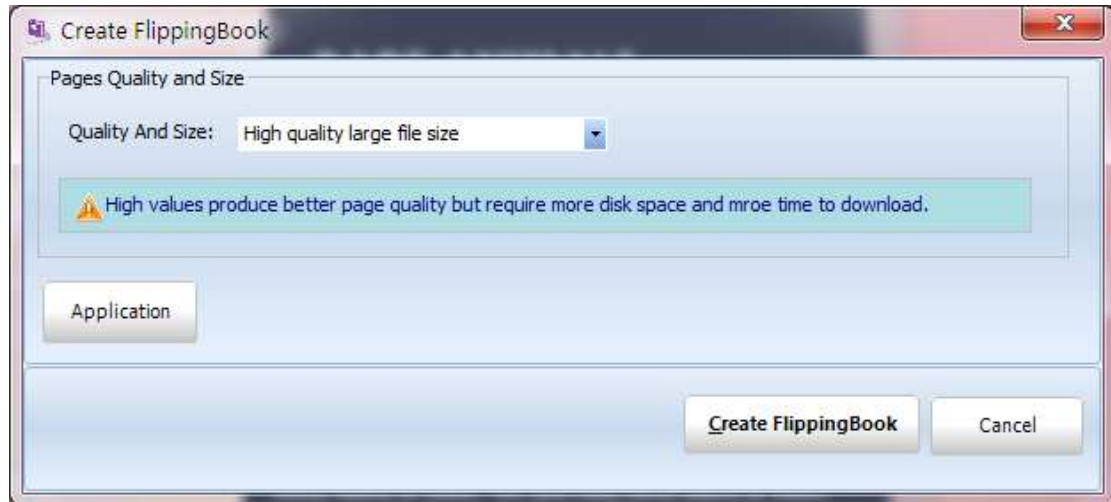 Create FlippingBook
Pages Quality and Size
Quality And Size: High quality large file size
High values produce better page quality but require more disk space and mroe time to download.
Application
Create FlippingBook Cancel